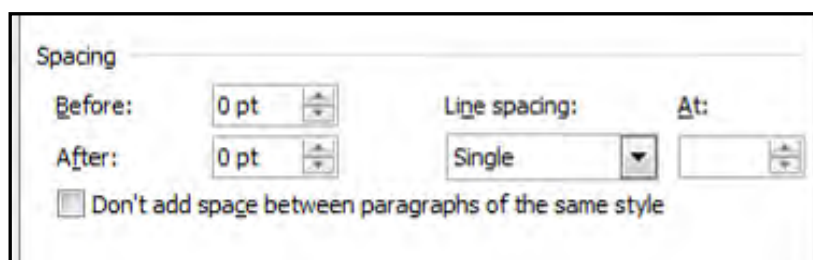 Spacing
Before: 0 pt Line spacing: At:
After: 0 pt Single
Don't add space between paragraphs of the same style